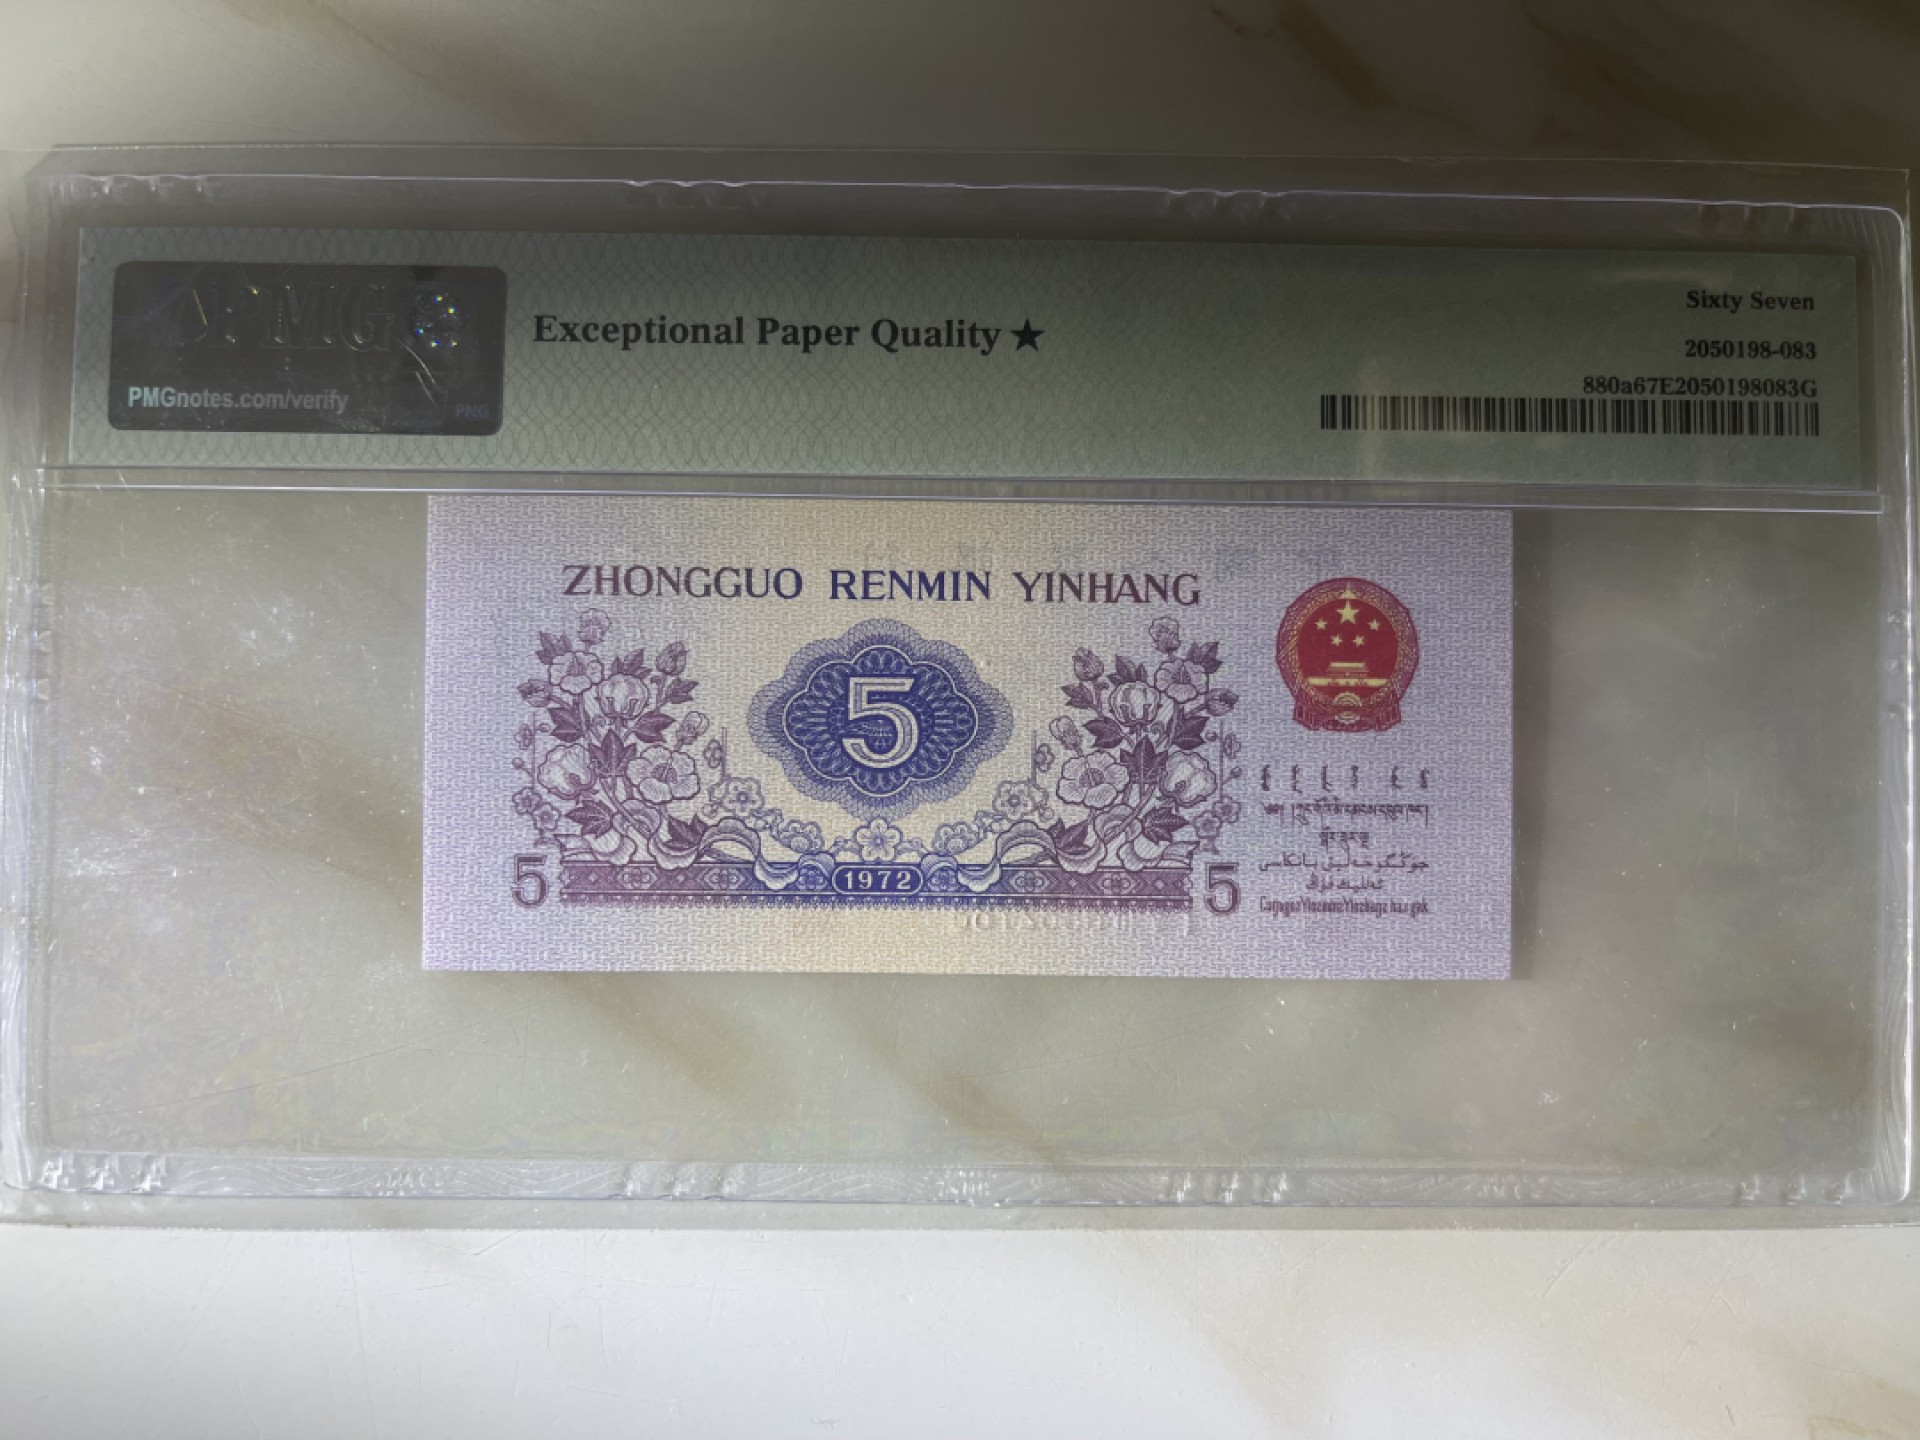 PMG
PMGnotes.com/verify
PMG
Exceptional Paper Quality ★
Sixty Seven
2050198-083
880a67E2050198083G
ZHONGGUO RENMIN YINHANG
5
5
1972
5